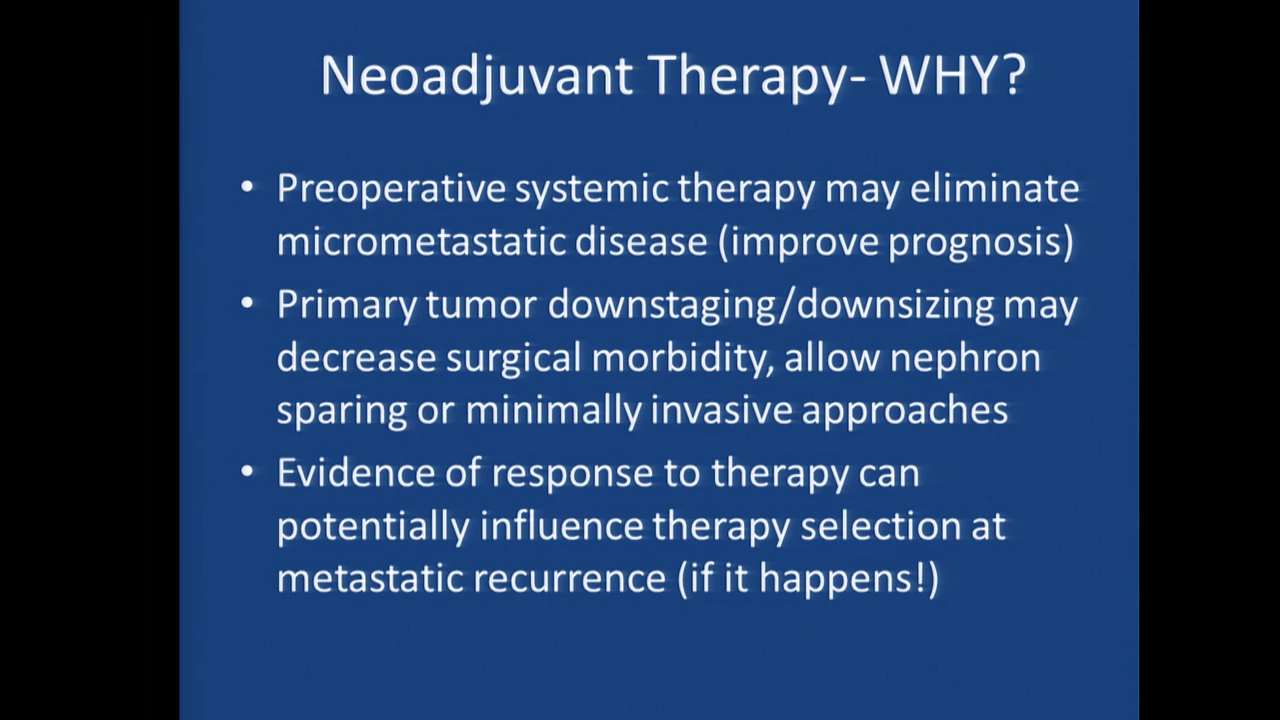 Neoadjuvant Therapy- WHY?
• Preoperative systemic therapy may eliminate
micrometastatic disease (improve prognosis)
• Primary tumor downstaging/downsizing may
decrease surgical morbidity, allow nephron
sparing or minimally invasive approaches
• Evidence of response to therapy can
potentially influence therapy selection at
metastatic recurrence (if it happens!)